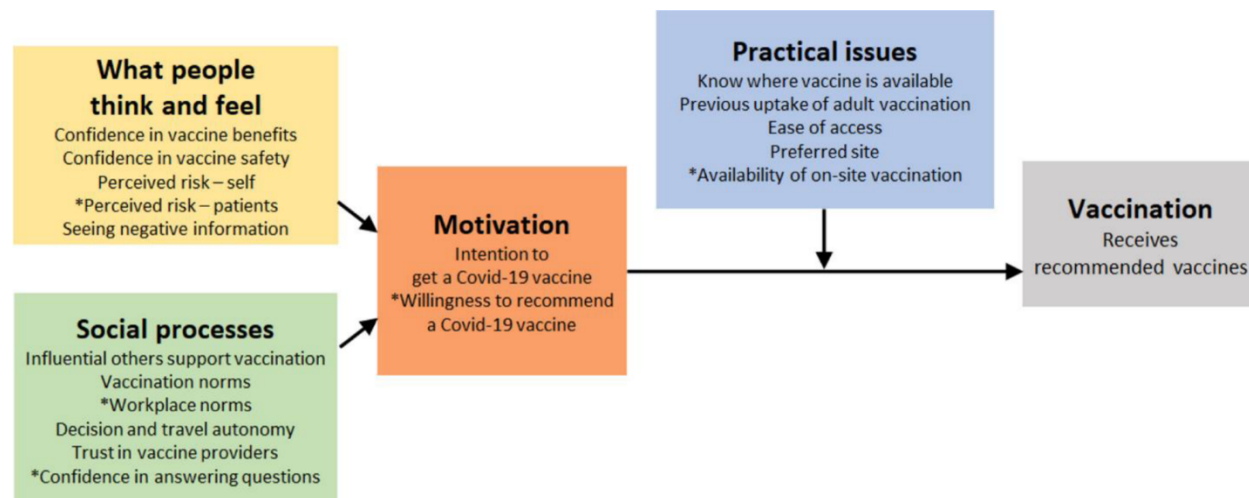 What people
think and feel
Confidence in vaccine benefits
Confidence in vaccine safety
Perceived risk – self
*Perceived risk – patients
Seeing negative information
Social processes
Influential others support vaccination
Vaccination norms
*Workplace norms
Decision and travel autonomy
Trust in vaccine providers
*Confidence in answering questions
Motivation
Intention to
get a Covid-19 vaccine
*Willingness to recommend
a Covid-19 vaccine
Practical issues
Know where vaccine is available
Previous uptake of adult vaccination
Ease of access
Preferred site
*Availability of on-site vaccination
Vaccination
Receives
recommended vaccines